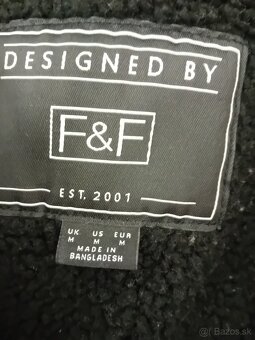 DESIGNED BY
F&F
EST. 2001
UK US EUR
M M M
MADE IN
BANGLADESH
Bazos.sk